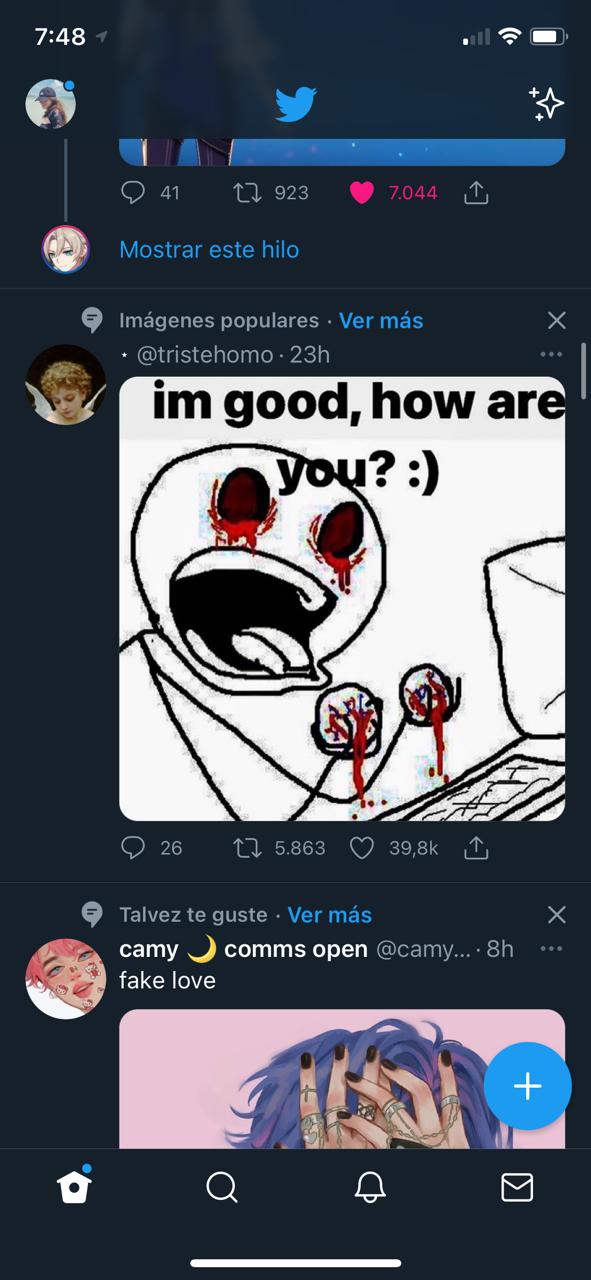 7:48
41 923 7.044
Mostrar este hilo
Imágenes populares · Ver más
@tristehomo · 23h
im good, how are
you? :)
26 5.863 39,8k
Talvez te guste · Ver más
camy 🌙 comms open @camy... · 8h
fake love